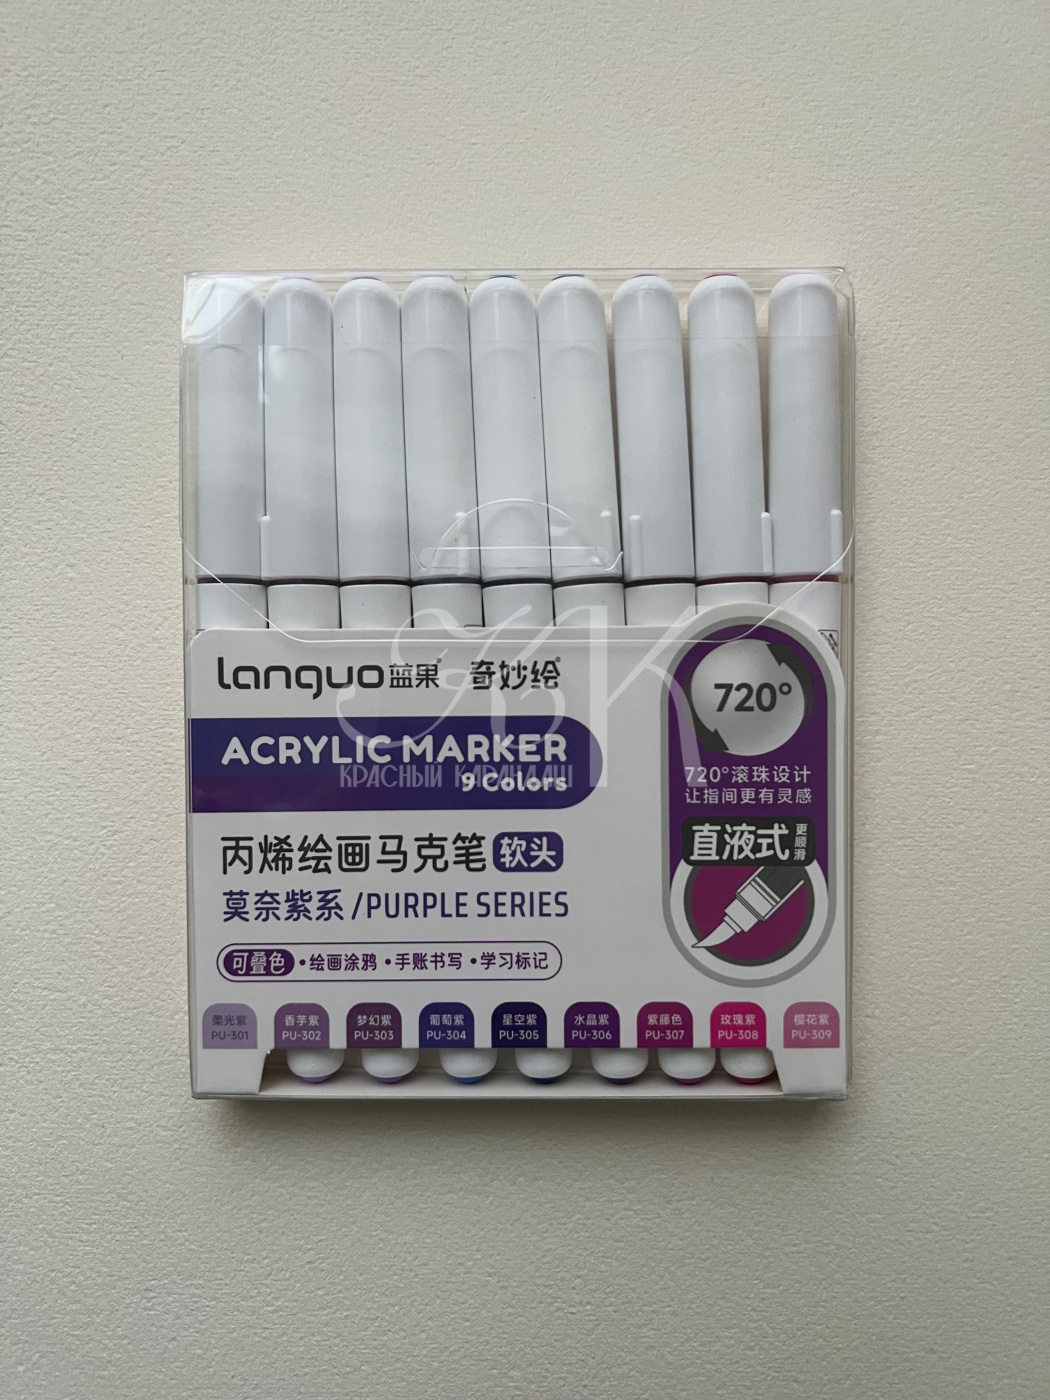 Languo蓝果® 奇妙绘®
ACRYLIC MARKER
9 Colors
КРАСНЫЙ КАРАНДАШ
丙烯绘画马克笔 软头
莫奈紫系/PURPLE SERIES
可叠色 •绘画涂鸦 •手账书写 •学习标记
720°
720°滚珠设计
让指间更有灵感
直液式 更顺滑
柔光紫 香芋紫 梦幻紫 葡萄紫 星空紫 水晶紫 紫藤色 玫瑰紫 樱花紫
PU-301 PU-302 PU-303 PU-304 PU-305 PU-306 PU-307 PU-308 PU-309